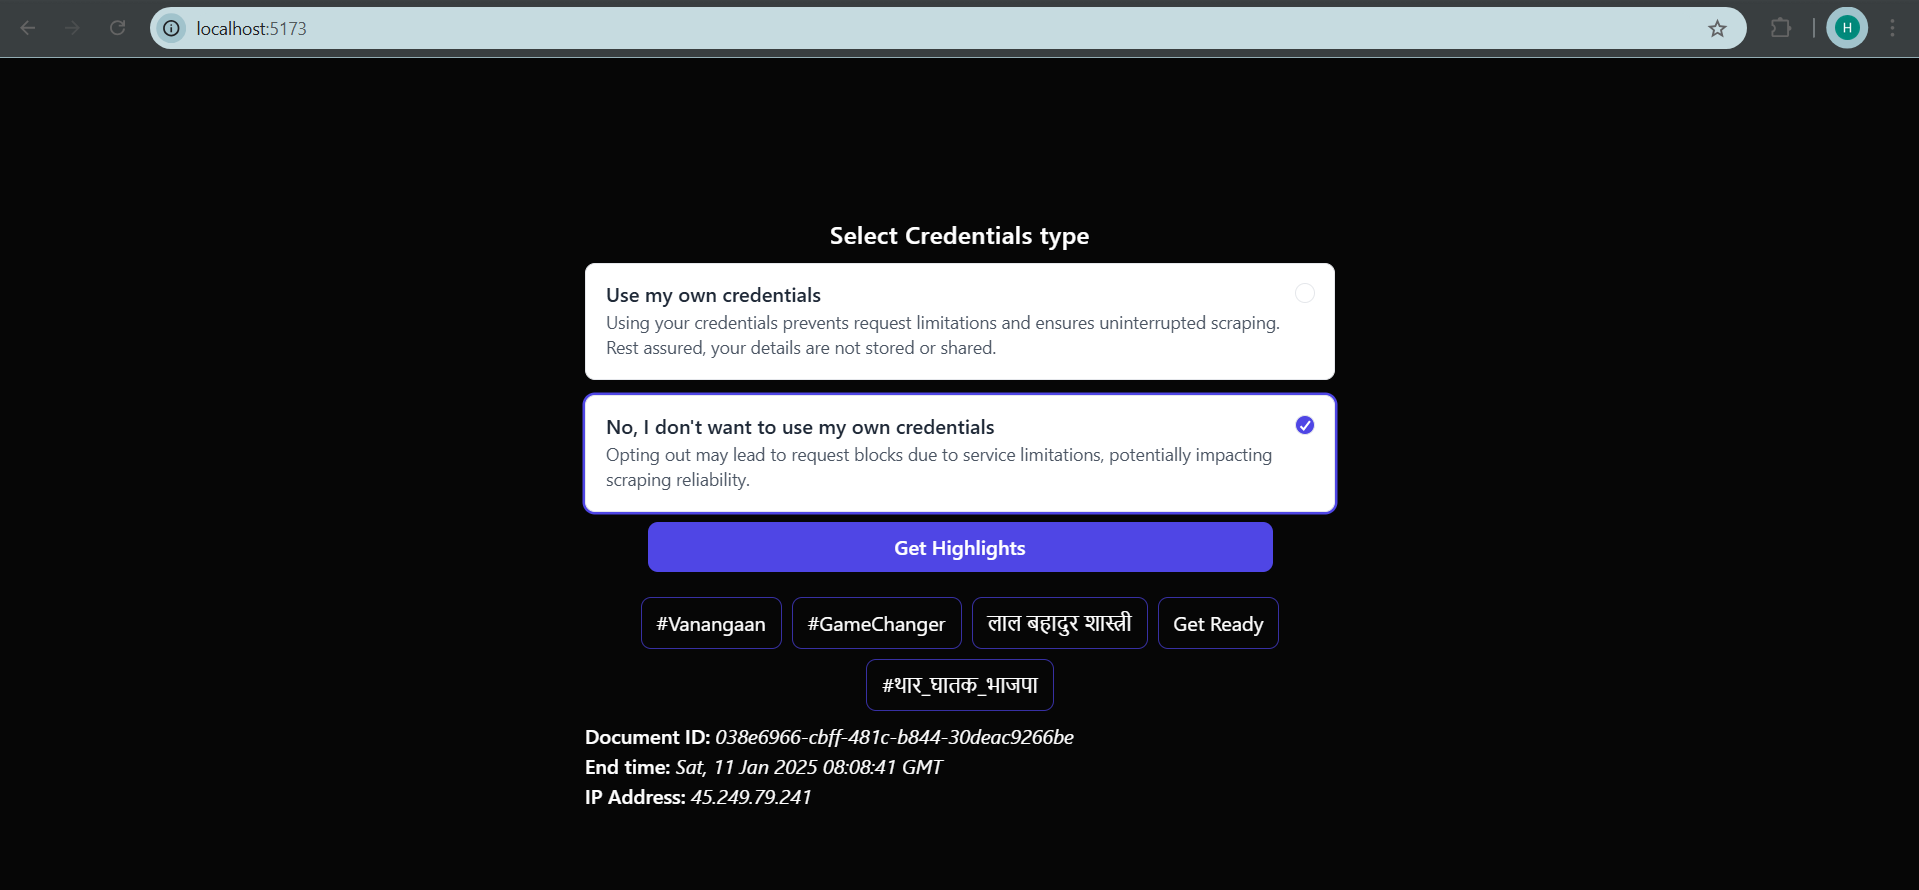 localhost:5173
H
Select Credentials type
Use my own credentials
Using your credentials prevents request limitations and ensures uninterrupted scraping.
Rest assured, your details are not stored or shared.
No, I don't want to use my own credentials
Opting out may lead to request blocks due to service limitations, potentially impacting
scraping reliability.
Get Highlights
#Vanangaan #GameChanger लाल बहादुर शास्त्री Get Ready
#थार_घातक_भाजपा
Document ID: 038e6966-cbff-481c-b844-30deac9266be
End time: Sat, 11 Jan 2025 08:08:41 GMT
IP Address: 45.249.79.241